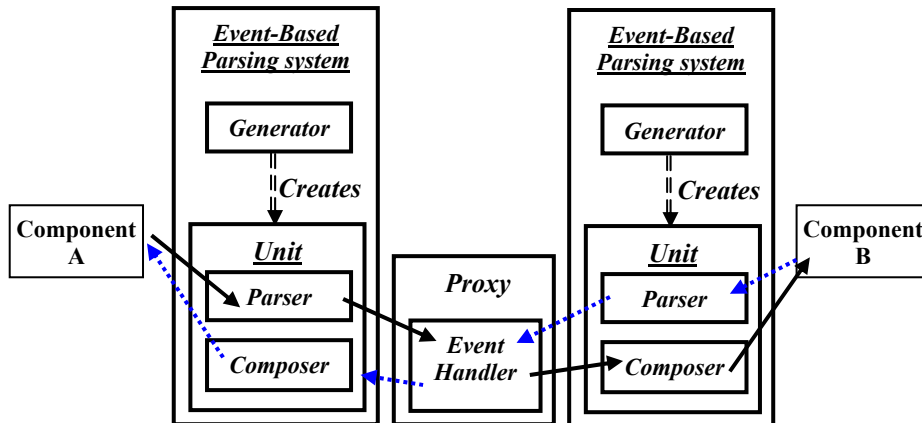 Event-Based
Parsing system
Generator
Creates
Unit
Parser
Composer
Component
A
Proxy
Event
Handler
Event-Based
Parsing system
Generator
Creates
Unit
Parser
Composer
Component
B